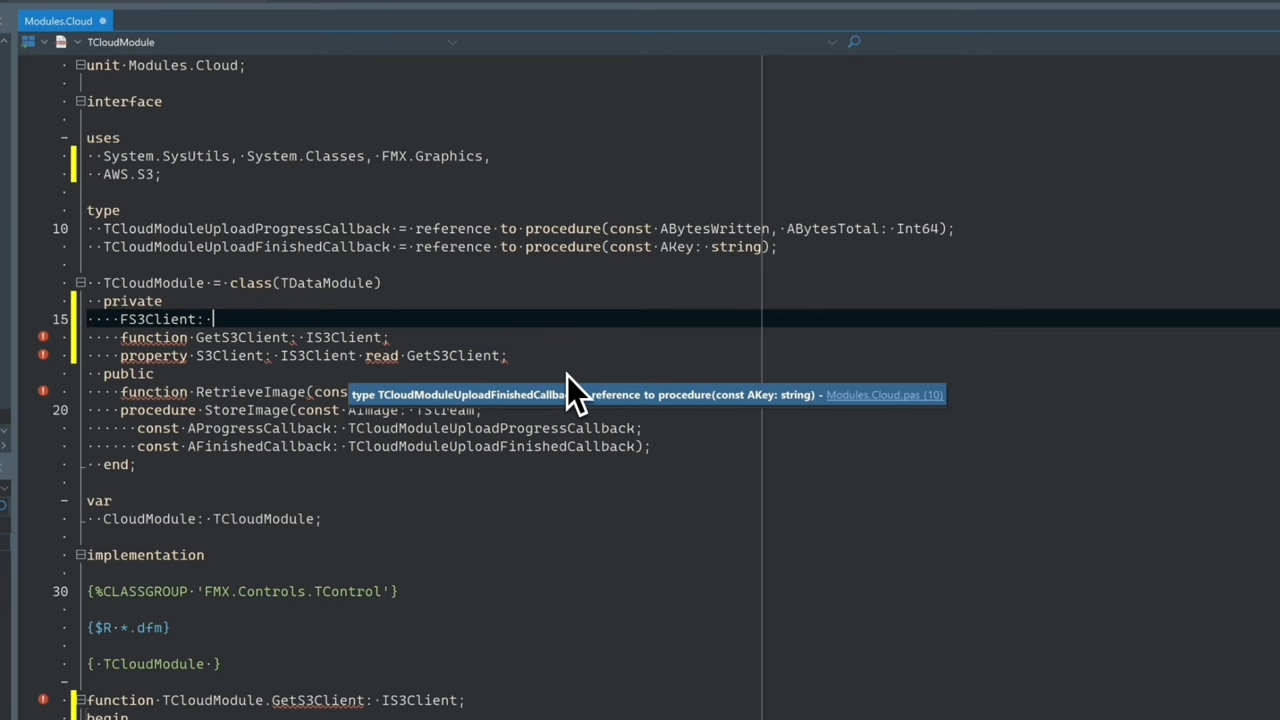 Modules.Cloud
TCloudModule
unit Modules.Cloud;
interface
uses
System.SysUtils, System.Classes, FMX.Graphics,
AWS.S3;
type
10 TCloudModuleUploadProgressCallback = reference to procedure(const ABytesWritten, ABytesTotal: Int64);
TCloudModuleUploadFinishedCallback = reference to procedure(const AKey: string);
TCloudModule = class(TDataModule)
private
15 FS3Client:
function GetS3Client: IS3Client;
property S3Client: IS3Client read GetS3Client;
public
function RetrieveImage(
type TCloudModuleUploadFinishedCallba reference to procedure(const AKey: string) - Modules.Cloud.pas (10)
20 procedure StoreImage(const AImage: TStream;
const AProgressCallback: TCloudModuleUploadProgressCallback;
const AFinishedCallback: TCloudModuleUploadFinishedCallback);
end;
var
CloudModule: TCloudModule;
implementation
30 {%CLASSGROUP 'FMX.Controls.TControl'}
{$R *.dfm}
{ TCloudModule }
function TCloudModule.GetS3Client: IS3Client;
begin